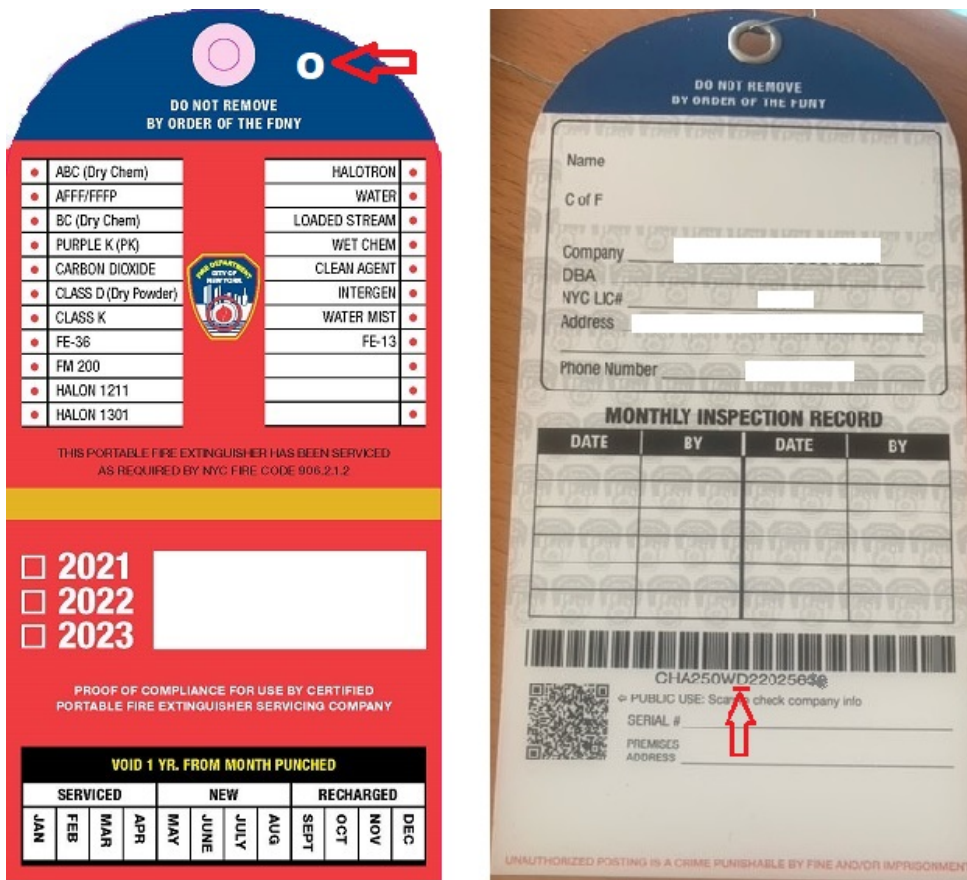 O
DO NOT REMOVE
BY ORDER OF THE FDNY
ABC (Dry Chem)
AFFF/FFFP
BC (Dry Chem)
PURPLE K (PK)
CARBON DIOXIDE
CLASS D (Dry Powder)
CLASS K
FE-36
FM 200
HALON 1211
HALON 1301
FIRE DEPARTMENT
CITY OF
NEW YORK
HALOTRON
WATER
LOADED STREAM
WET CHEM
CLEAN AGENT
INTERGEN
WATER MIST
FE-13
THIS PORTABLE FIRE EXTINGUISHER HAS BEEN SERVICED
AS REQUIRED BY NYC FIRE CODE 906.2.1.2
2021
2022
2023
PROOF OF COMPLIANCE FOR USE BY CERTIFIED
PORTABLE FIRE EXTINGUISHER SERVICING COMPANY
VOID 1 YR. FROM MONTH PUNCHED
SERVICED NEW RECHARGED
JAN FEB MAR APR MAY JUNE JULY AUG SEPT OCT NOV DEC
DO NOT REMOVE
BY ORDER OF THE FDNY
Name
C of F
Company
DBA
NYC LIC#
Address
Phone Number
MONTHLY INSPECTION RECORD
DATE BY DATE BY
PUBLIC USE: Scan to check company info
SERIAL #
PREMISES
ADDRESS
UNAUTHORIZED POSTING IS A CRIME PUNISHABLE BY FINE AND/OR IMPRISONMENT